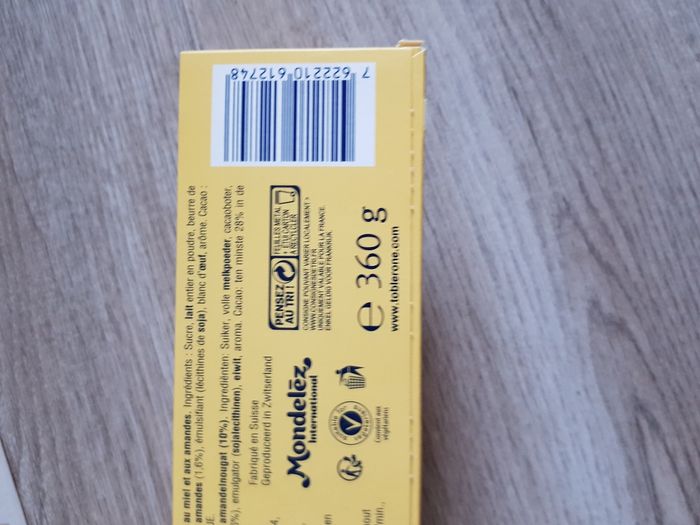 au miel et aux amandes. Ingrédients : Sucre, lait entier en poudre, beurre de
amandes (1,6%), émulsifiant (lécithines de soja), blanc d'œuf, arôme. Cacao :
amandelnougat (10%). Ingrediënten: Suiker, volle melkpoeder, cacaoboter,
emulgator (sojalecithinen), eiwit, aroma. Cacao: ten minste 28% in de
Fabriqué en Suisse
Geproduceerd in Zwitserland
Mondelēz
International
convient aux
végétariens
PENSEZ
AU TRI !
FEUILLES MÉTAL
+ ÉTUI CARTON
À RECYCLER
CONSIGNE POUVANT VARIER LOCALEMENT >
WWW.CONSIGNESDETRI.FR
UNIQUEMENT VALABLE POUR LA FRANCE.
ENKEL GELDIG VOOR FRANKRIJK.
e 360 g
www.toblerone.com
7 622210 612748